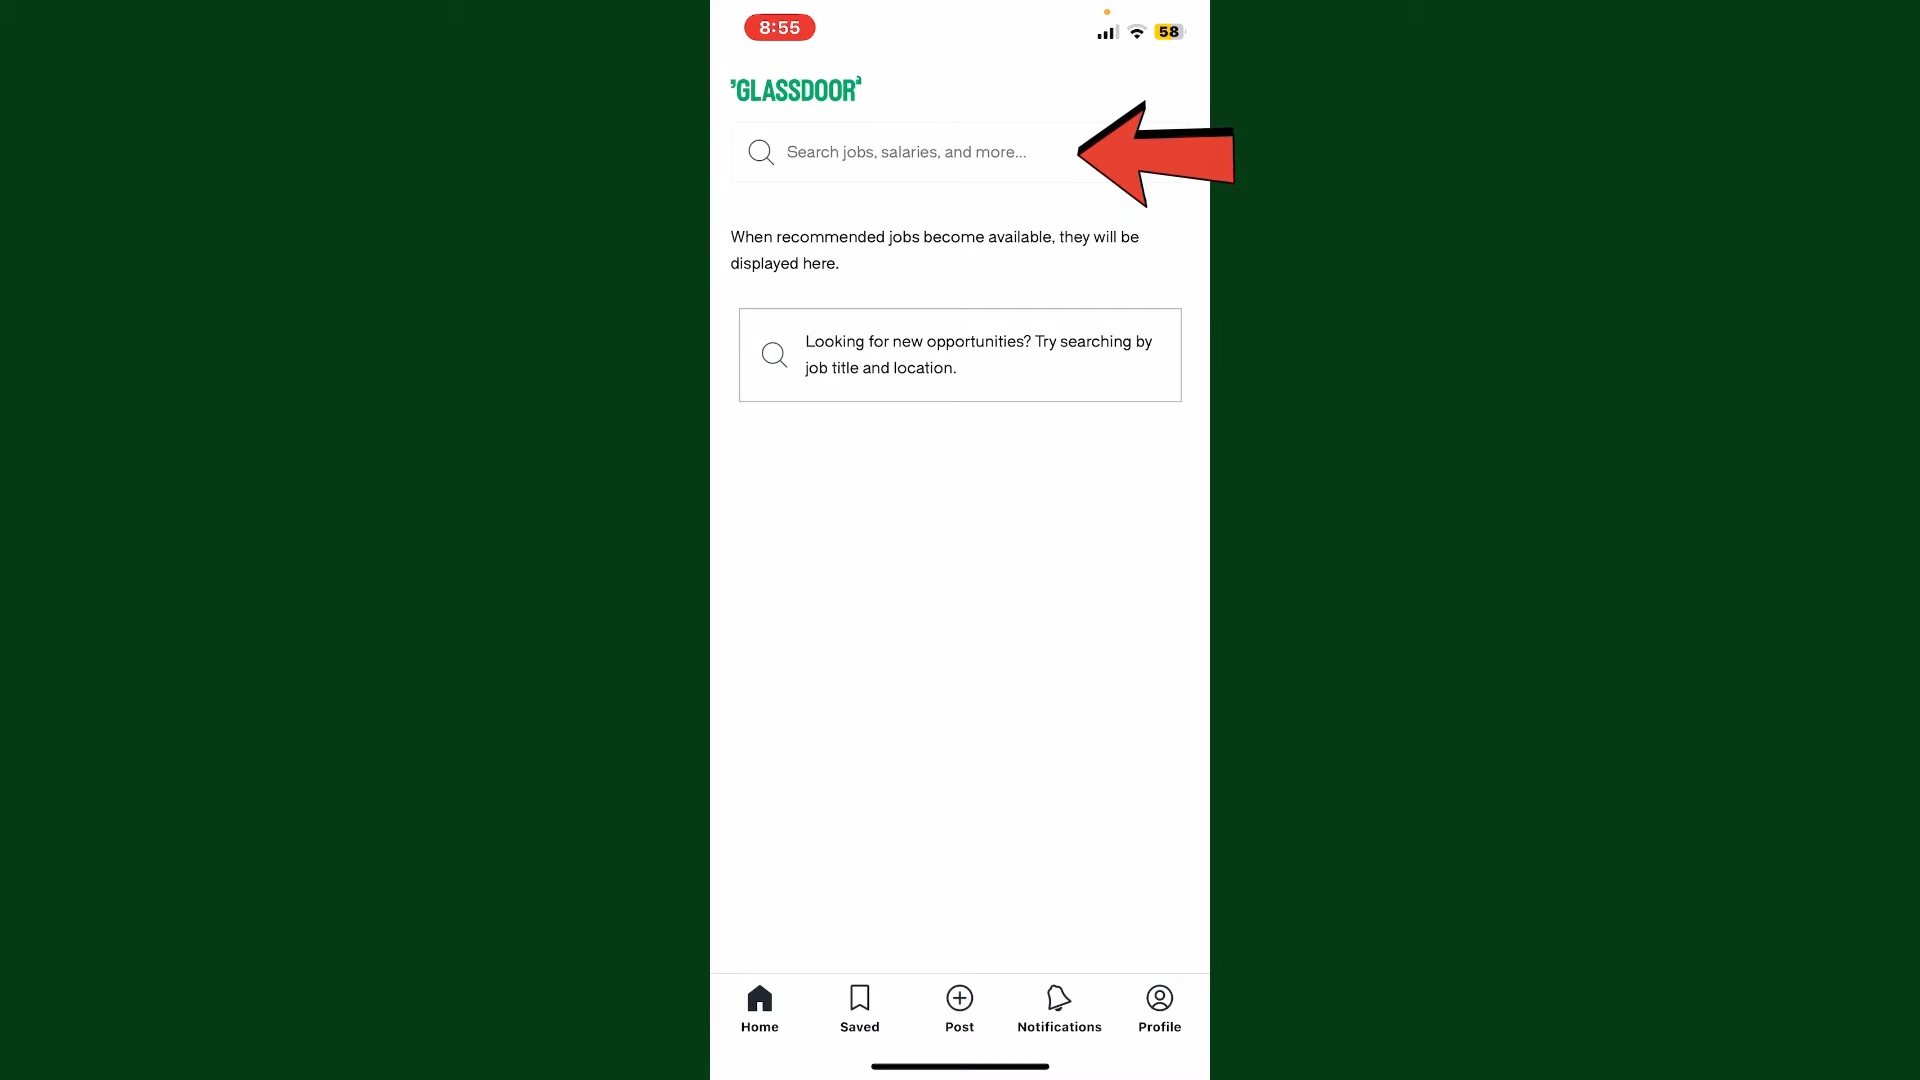 8:55
58
GLASSDOOR
Search jobs, salaries, and more...
When recommended jobs become available, they will be
displayed here.
Looking for new opportunities? Try searching by
job title and location.
Home
Saved
Post
Notifications
Profile